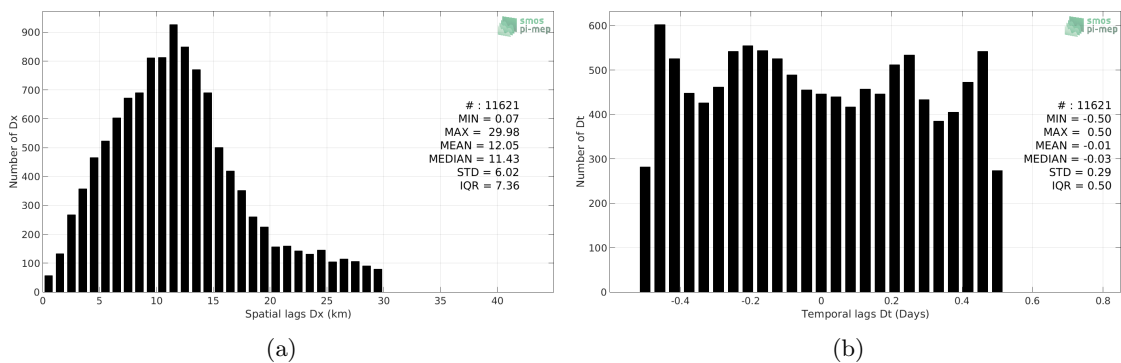 900
800
700
600
500
400
300
200
100
0
Number of Dx
smos
pi-mep
# : 11621
MIN = 0.07
MAX = 29.98
MEAN = 12.05
MEDIAN = 11.43
STD = 6.02
IQR = 7.36
0 5 10 15 20 25 30 35 40
Spatial lags Dx (km)
(a)
600
500
400
300
200
100
0
Number of Dt
smos
pi-mep
# : 11621
MIN = -0.50
MAX = 0.50
MEAN = -0.01
MEDIAN = -0.03
STD = 0.29
IQR = 0.50
-0.4 -0.2 0 0.2 0.4 0.6 0.8
Temporal lags Dt (Days)
(b)